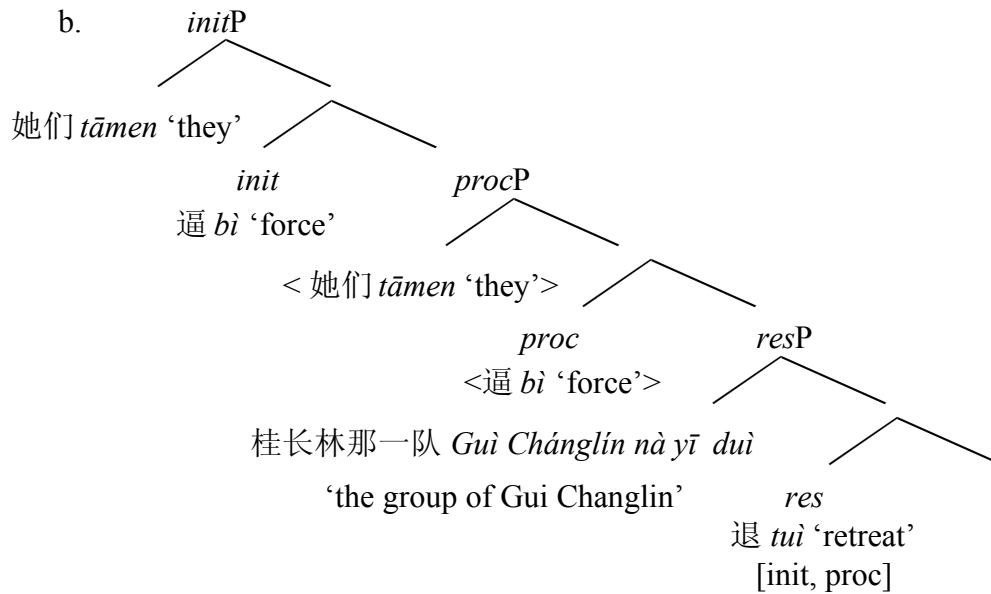 b. initP
她们 tāmen ‘they’
init procP
逼 bì ‘force’
< 她们 tāmen ‘they’>
proc resP
<逼 bì ‘force’>
桂长林那一队 Guì Chánglín nà yī duì
‘the group of Gui Changlin’ res
退 tuì ‘retreat’
[init, proc]